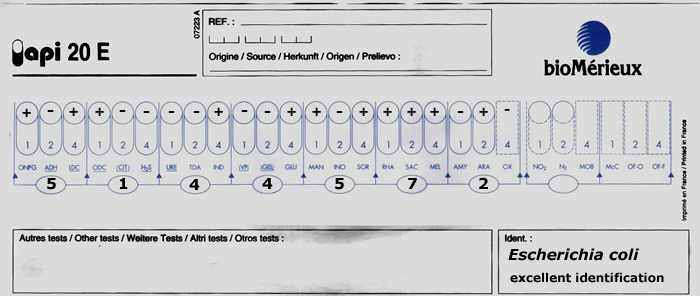 07223 A
REF. :
api 20 E
Origine / Source / Herkunft / Origen / Prelievo :
bioMérieux
+ - + + - - - - + - - + + - + + + + - + -
1 2 4 1 2 4 1 2 4 1 2 4 1 2 4 1 2 4 1 2 4 1 2 4 1 2 4
ONPG ADH LDC ODC |CIT| H₂S URE TDA IND |VP| |GEL| GLU MAN INO SOR RHA SAC MEL AMY ARA OX NO₂ N₂ MOB McC OF-O OF-F
5 1 4 4 5 7 2
Imprimé en France / Printed in France
Autres tests / Other tests / Weitere Tests / Altri tests / Otros tests :
Ident. :
Escherichia coli
excellent identification